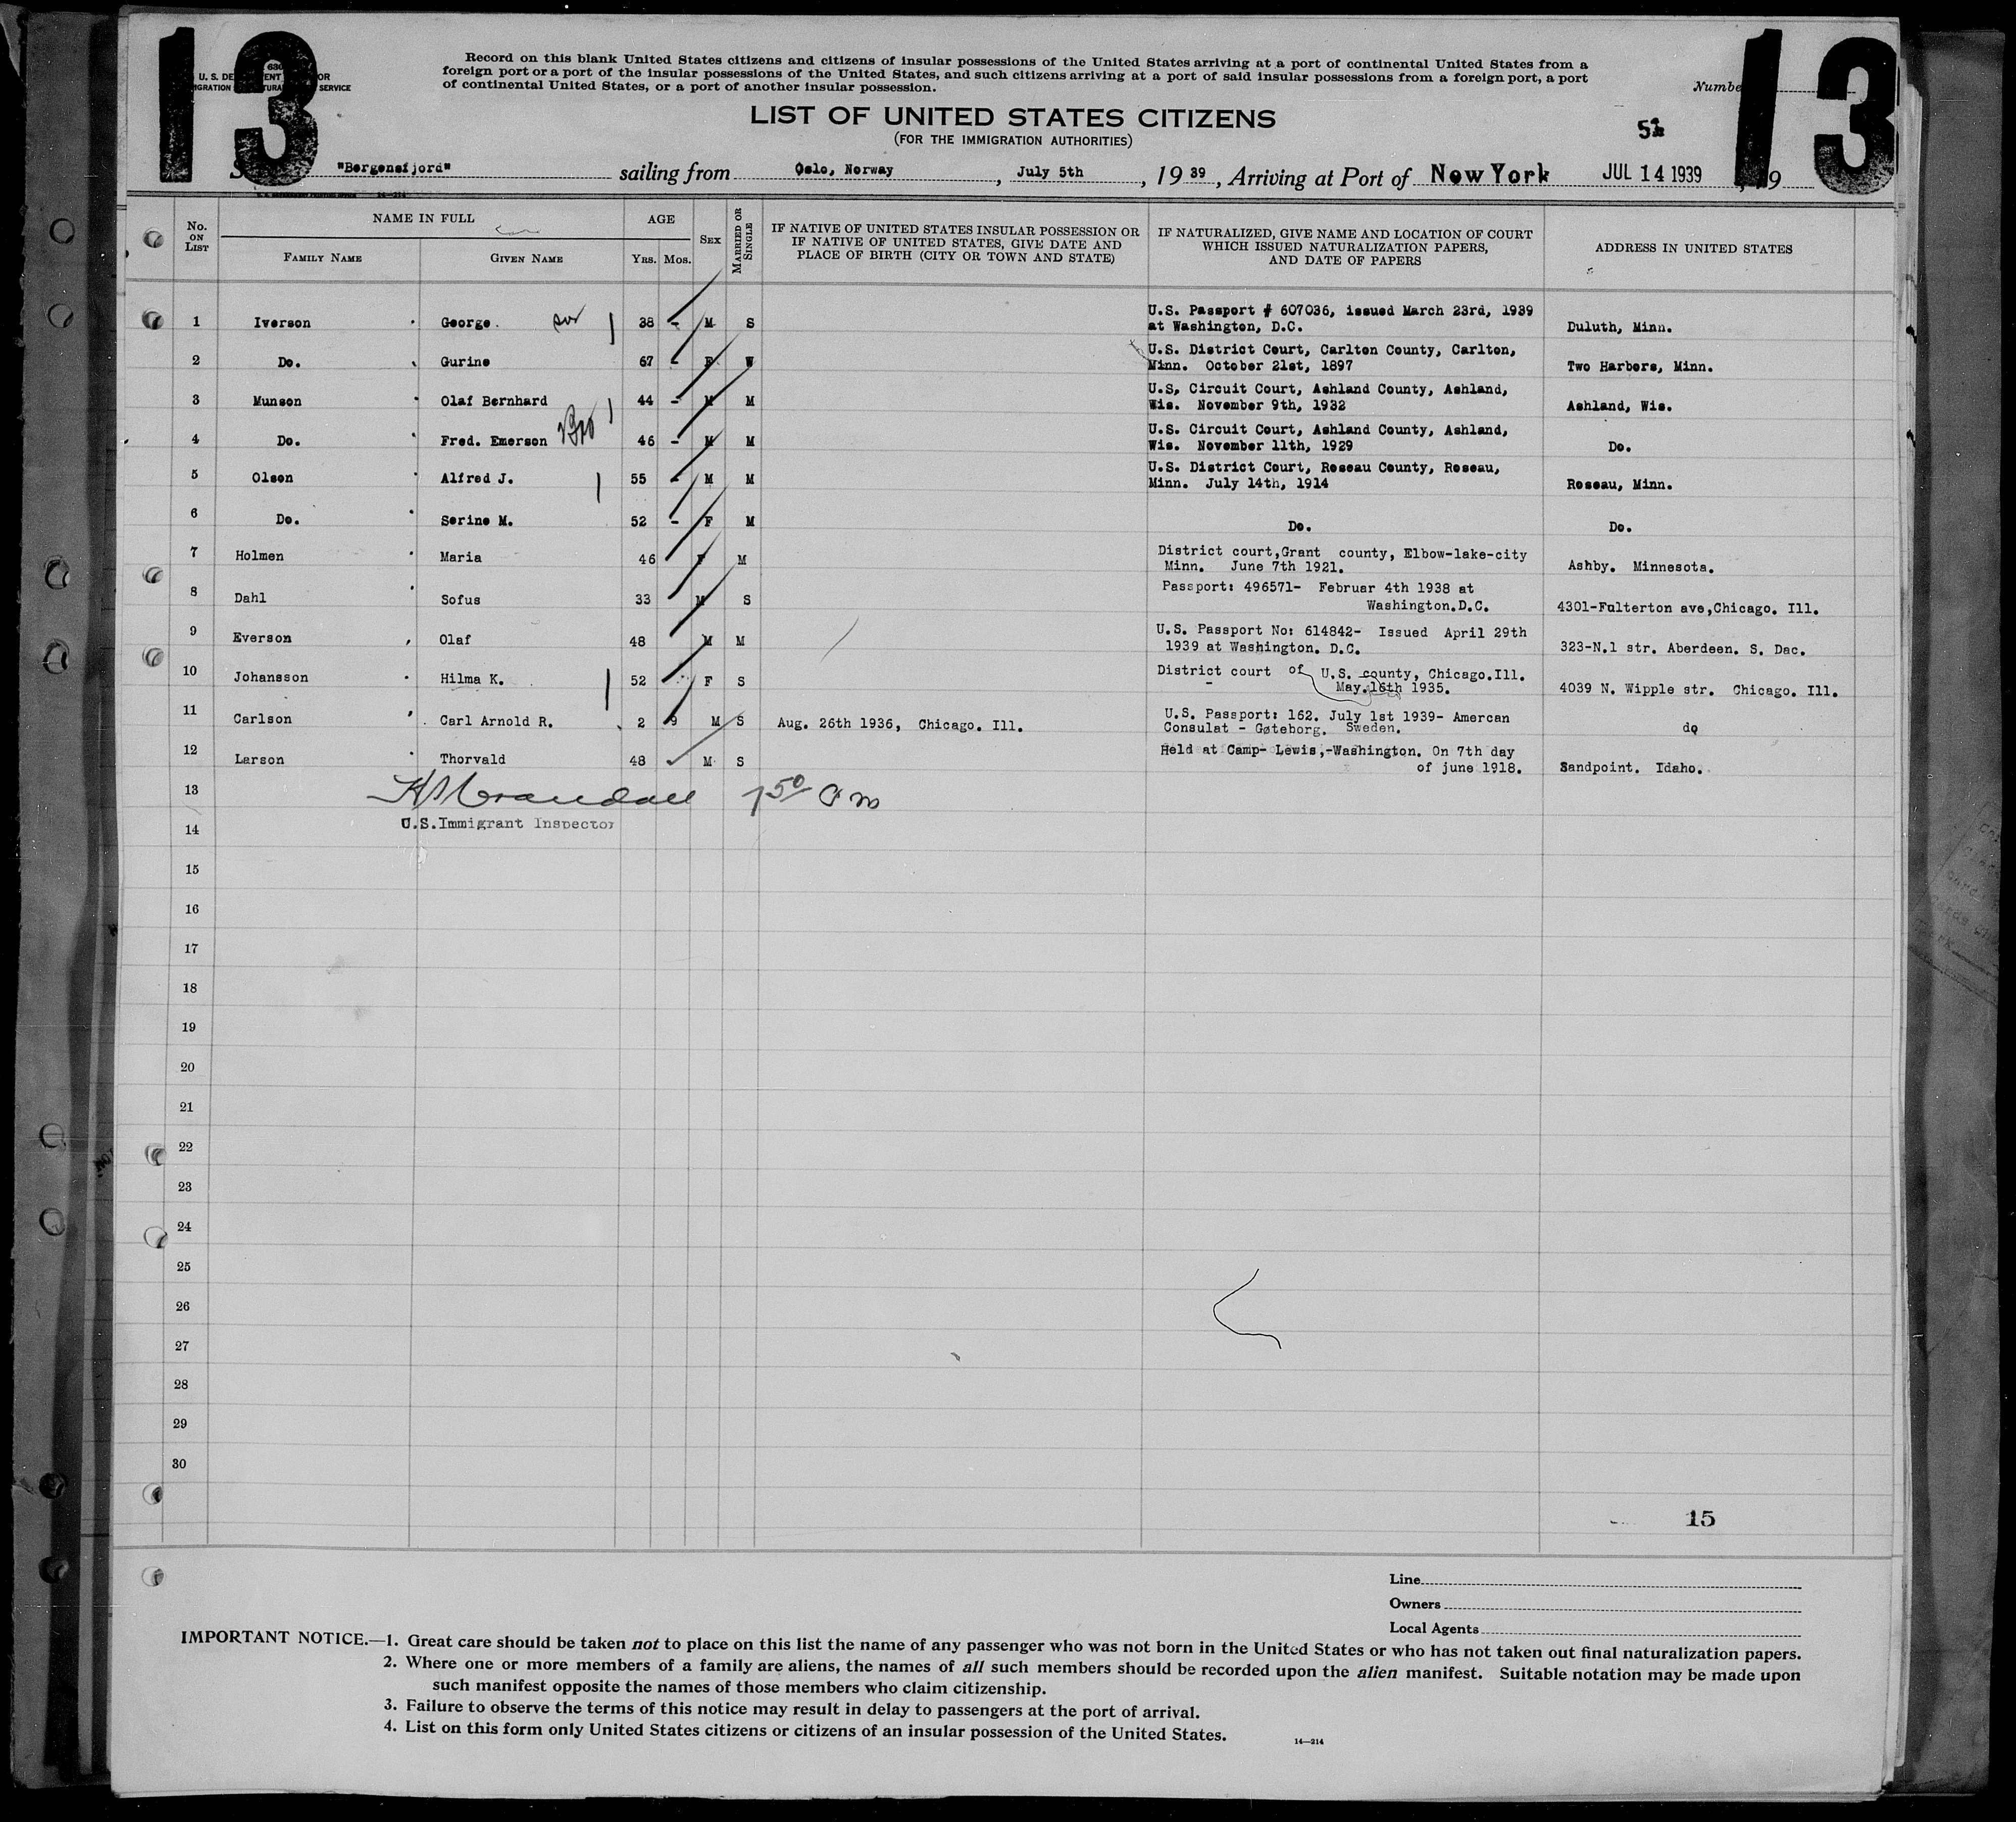 13
13
630
U. S. DE ENT OR
IGRATION TURA SERVICE
Record on this blank United States citizens and citizens of insular possessions of the United States arriving at a port of continental United States from a
foreign port or a port of the insular possessions of the United States, and such citizens arriving at a port of said insular possessions from a foreign port, a port
of continental United States, or a port of another insular possession.
Numbe
LIST OF UNITED STATES CITIZENS
(FOR THE IMMIGRATION AUTHORITIES)
S "Bergensfjord" sailing from Oslo, Norway, July 5th, 1939, Arriving at Port of New York JUL 14 1939, 19
No. ON LIST
NAME IN FULL
FAMILY NAME
GIVEN NAME
AGE
YRS. MOS.
SEX
MARRIED OR SINGLE
IF NATIVE OF UNITED STATES INSULAR POSSESSION OR
IF NATIVE OF UNITED STATES, GIVE DATE AND
PLACE OF BIRTH (CITY OR TOWN AND STATE)
IF NATURALIZED, GIVE NAME AND LOCATION OF COURT
WHICH ISSUED NATURALIZATION PAPERS,
AND DATE OF PAPERS
ADDRESS IN UNITED STATES
1 Iverson George. 38 - M S U.S. Passport # 607036, issued March 23rd, 1939
at Washington, D.C. Duluth, Minn.
2 Do. Gurine 67 - F W U.S. District Court, Carlton County, Carlton,
Minn. October 21st, 1897 Two Harbors, Minn.
3 Munson Olaf Bernhard 44 - M M U.S. Circuit Court, Ashland County, Ashland,
Wis. November 9th, 1932 Ashland, Wis.
4 Do. Fred. Emerson Bro 46 - M M U.S. Circuit Court, Ashland County, Ashland,
Wis. November 11th, 1929 Do.
5 Olson Alfred J. 55 - M M U.S. District Court, Roseau County, Roseau,
Minn. July 14th, 1914 Roseau, Minn.
6 Do. Serine M. 52 - F M Do. Do.
7 Holmen Maria 46 F M District court, Grant county, Elbow-lake-city
Minn. June 7th 1921. Ashby. Minnesota.
8 Dahl Sofus 33 M S Passport: 496571- Februar 4th 1938 at
Washington.D.C. 4301-Fulterton ave,Chicago. Ill.
9 Everson Olaf 48 M M U.S. Passport No: 614842- Issued April 29th
1939 at Washington. D.C. 323-N.1 str. Aberdeen. S. Dac.
10 Johansson Hilma K. 52 F S District court of U.S. county, Chicago.Ill.
May.16th 1935. 4039 N. Wipple str. Chicago. Ill.
11 Carlson Carl Arnold R. 2 9 M S Aug. 26th 1936, Chicago. Ill. U.S. Passport: 162. July 1st 1939- Amercan
Consulat - Gøteborg. Sweden. do
12 Larson Thorvald 48 M S Held at Camp- Lewis,-Washington. On 7th day
of june 1918. Sandpoint. Idaho.
13
U.S.Immigrant Inspector
14
15
16
17
18
19
20
21
22
23
24
25
26
27
28
29
30
15
Line
Owners
Local Agents
IMPORTANT NOTICE.—1. Great care should be taken not to place on this list the name of any passenger who was not born in the United States or who has not taken out final naturalization papers.
2. Where one or more members of a family are aliens, the names of all such members should be recorded upon the alien manifest. Suitable notation may be made upon
such manifest opposite the names of those members who claim citizenship.
3. Failure to observe the terms of this notice may result in delay to passengers at the port of arrival.
4. List on this form only United States citizens or citizens of an insular possession of the United States.
14—214